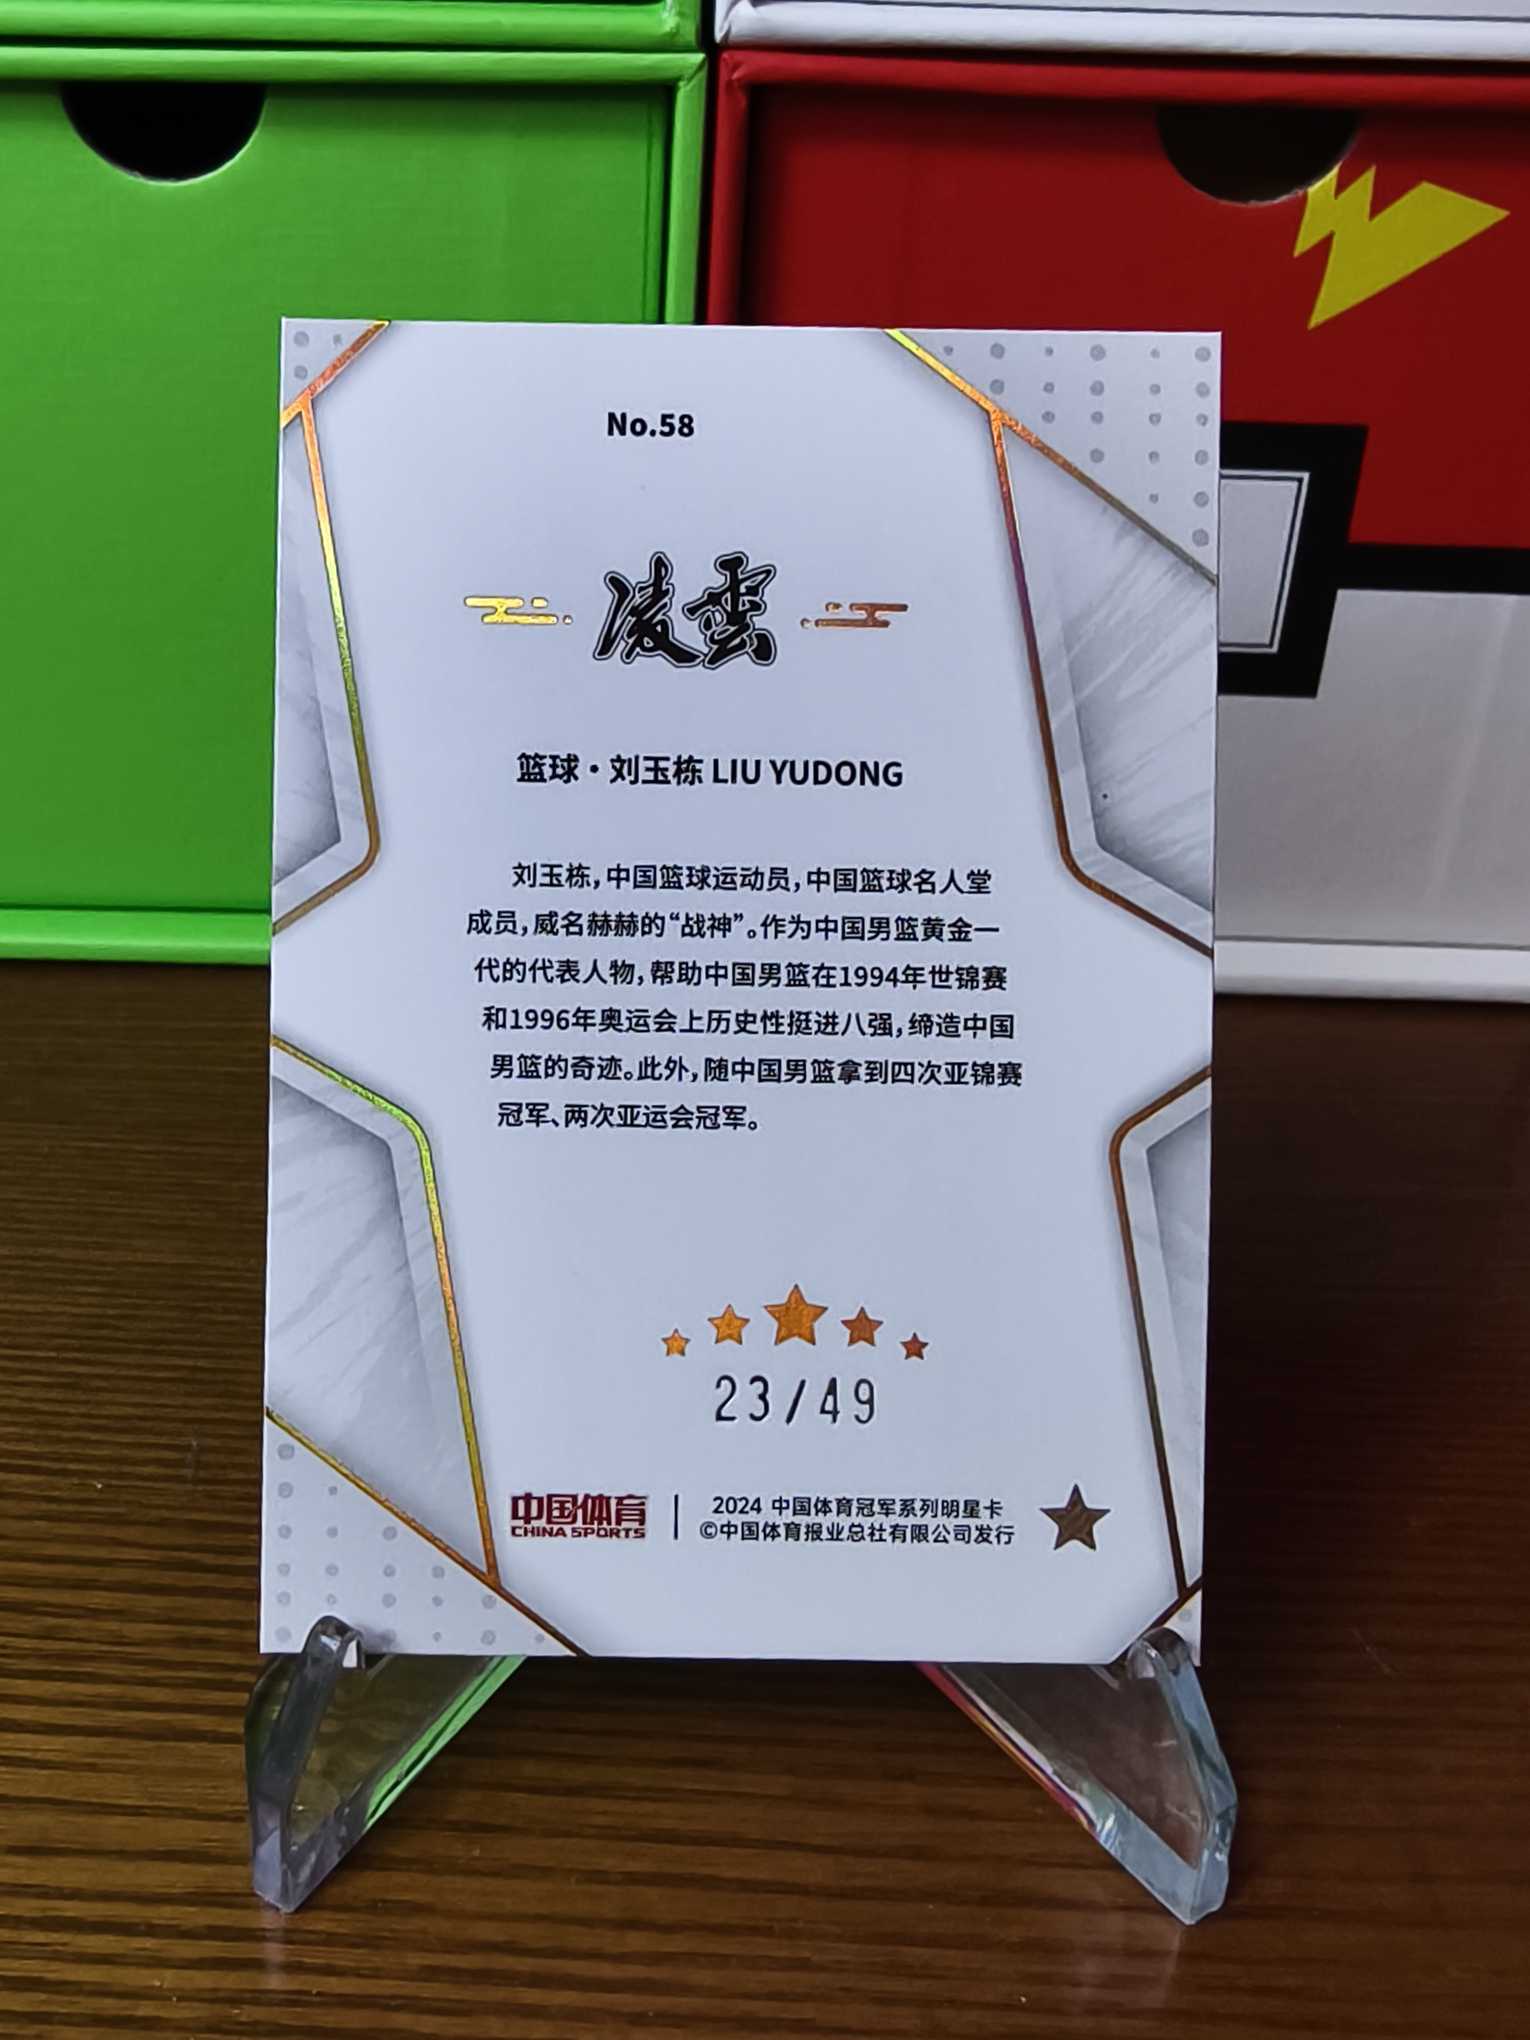 No.58
凌雲
篮球·刘玉栋 LIU YUDONG
刘玉栋，中国篮球运动员，中国篮球名人堂
成员，威名赫赫的“战神”。作为中国男篮黄金一
代的代表人物，帮助中国男篮在1994年世锦赛
和1996年奥运会上历史性挺进八强，缔造中国
男篮的奇迹。此外，随中国男篮拿到四次亚锦赛
冠军、两次亚运会冠军。
23/49
中国体育
CHINA SPORTS
2024 中国体育冠军系列明星卡
©中国体育报业总社有限公司发行